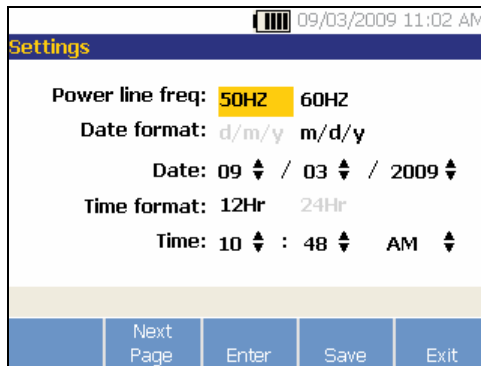 09/03/2009 11:02 AM
Settings
Power line freq: 50HZ 60HZ
Date format: d/m/y m/d/y
Date: 09 / 03 / 2009
Time format: 12Hr 24Hr
Time: 10 : 48 AM
Next Page Enter Save Exit